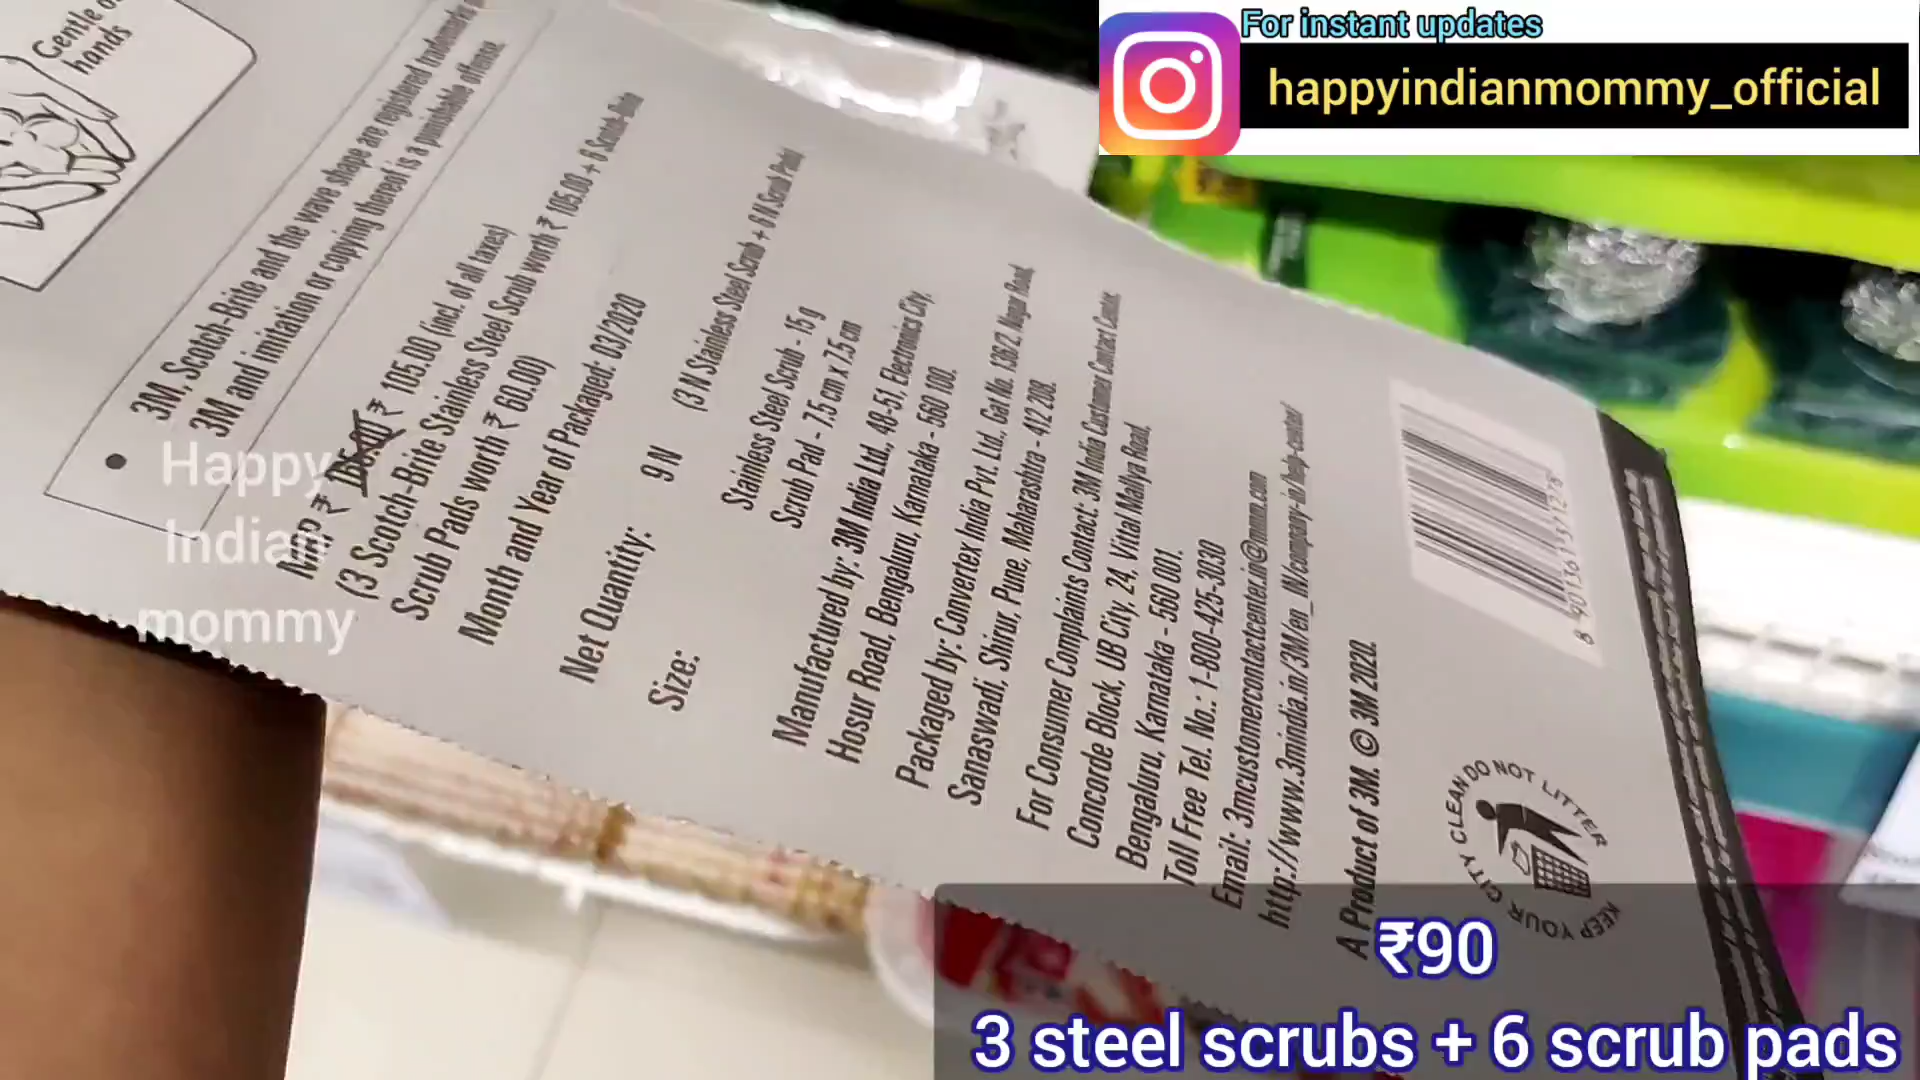 For instant updates
happyindianmommy_official
Gentle o
hands
3M, Scotch-Brite and the wave shape are registered trademarks
3M and imitation or copying thereof is a punishable offense.
MRP ₹ ₹ 105.00 (incl. of all taxes)
(3 Scotch-Brite Stainless Steel Scrub worth ₹ 105.00 + 6 Scotch-Brite
Scrub Pads worth ₹ 60.00)
Month and Year of Packaged: 03/2020
Net Quantity: 9 N (3 N Stainless Steel Scrub + 6 N Scrub Pads)
Size: Stainless Steel Scrub - 15 g
Scrub Pad - 7.5 cm x 7.5 cm
Manufactured by: 3M India Ltd., 48-51, Electronics City,
Hosur Road, Bengaluru, Karnataka - 560 100.
Packaged by: Convertex India Pvt. Ltd., Gat No. 136/2, Nagar Road,
Sanaswadi, Shirur, Pune, Maharashtra - 412 208.
For Consumer Complaints Contact: 3M India Customer Contact Center,
Concorde Block, UB City, 24, Vittal Mallya Road,
Bengaluru, Karnataka - 560 001.
Toll Free Tel. No.: 1-800-425-3030
Email: 3mcustomercontactcenter.in@mmm.com
http://www.3mindia.in/3M/en_IN/company-in/help-center/
A Product of 3M. © 3M 2020.
KEEP YOUR CITY CLEAN DO NOT LITTER
Happy
Indian
mommy
₹90
3 steel scrubs + 6 scrub pads